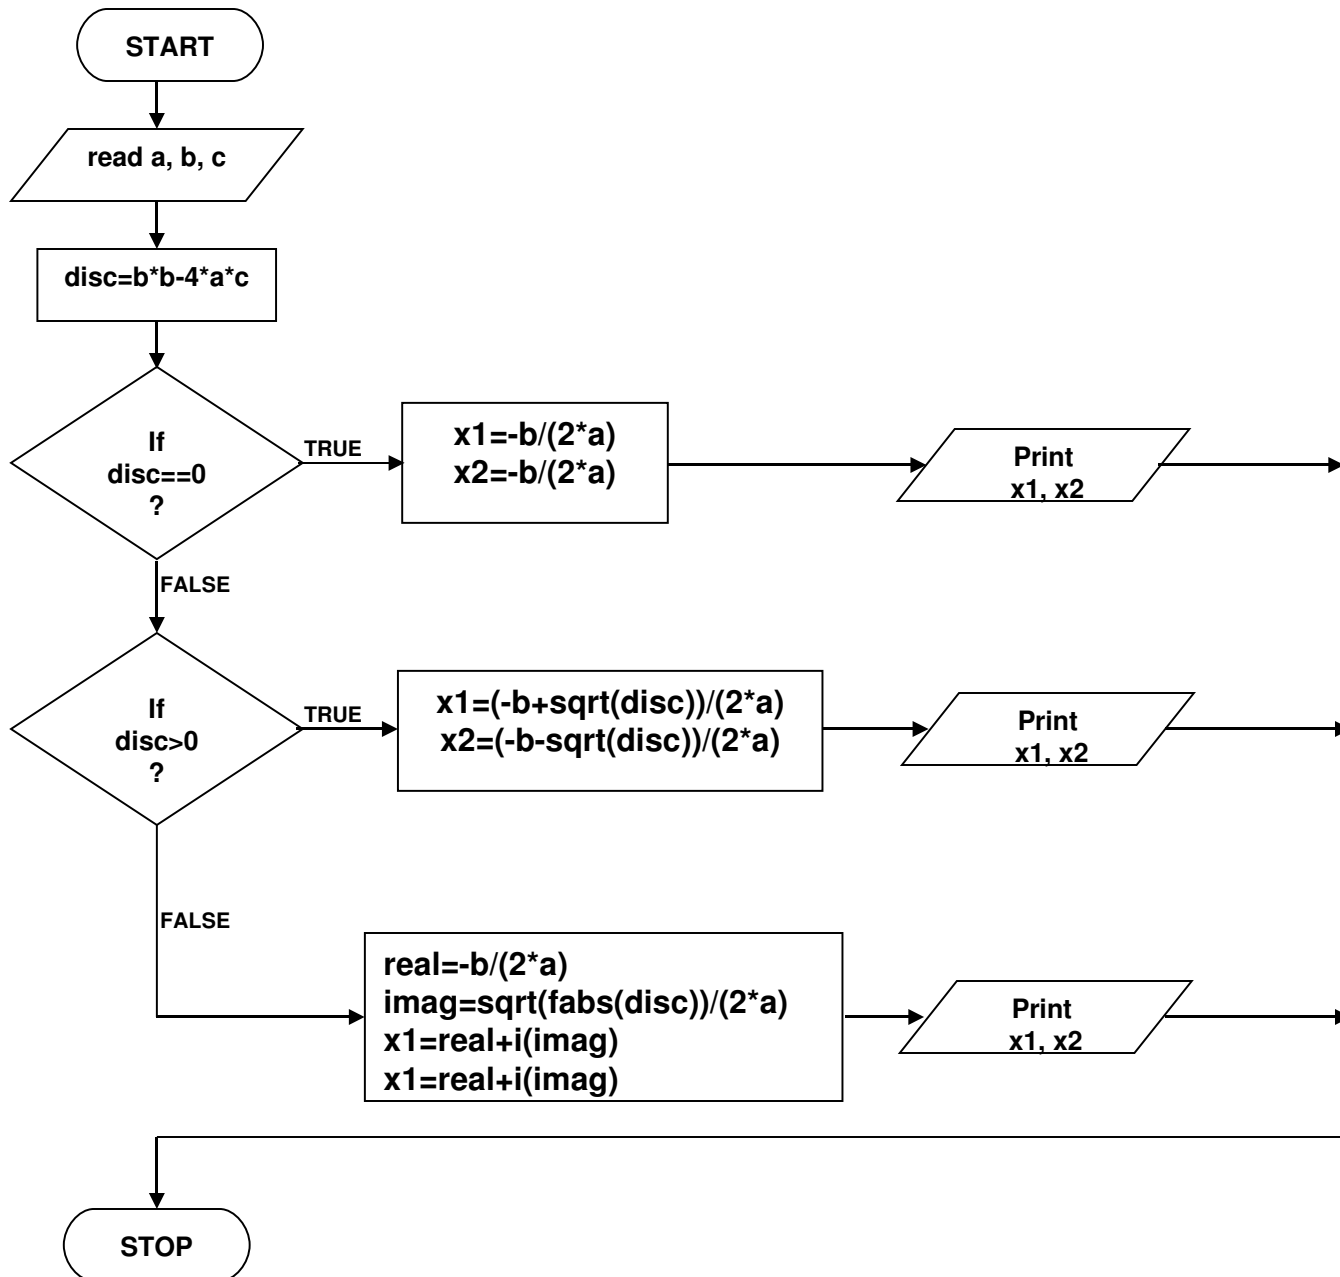 START
read a, b, c
disc=b*b-4*a*c
If
disc==0
?
TRUE
x1=-b/(2*a)
x2=-b/(2*a)
Print
x1, x2
FALSE
If
disc>0
?
TRUE
x1=(-b+sqrt(disc))/(2*a)
x2=(-b-sqrt(disc))/(2*a)
Print
x1, x2
FALSE
real=-b/(2*a)
imag=sqrt(fabs(disc))/(2*a)
x1=real+i(imag)
x1=real+i(imag)
Print
x1, x2
STOP